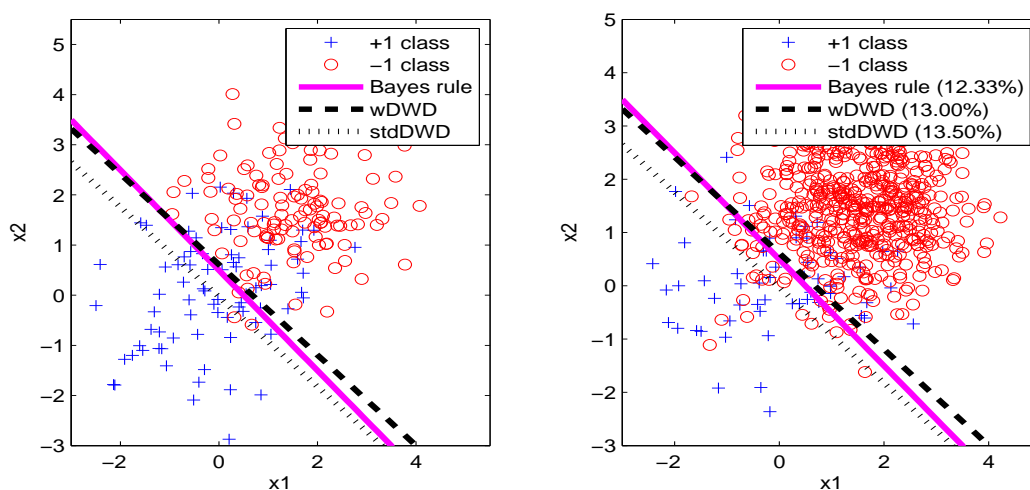 5
4
3
2
1
0
−1
−2
−3
x2
−2
0
2
4
x1
+1 class
−1 class
Bayes rule
wDWD
stdDWD
5
4
3
2
1
0
−1
−2
−3
x2
−2
0
2
4
x1
+1 class
−1 class
Bayes rule (12.33%)
wDWD (13.00%)
stdDWD (13.50%)